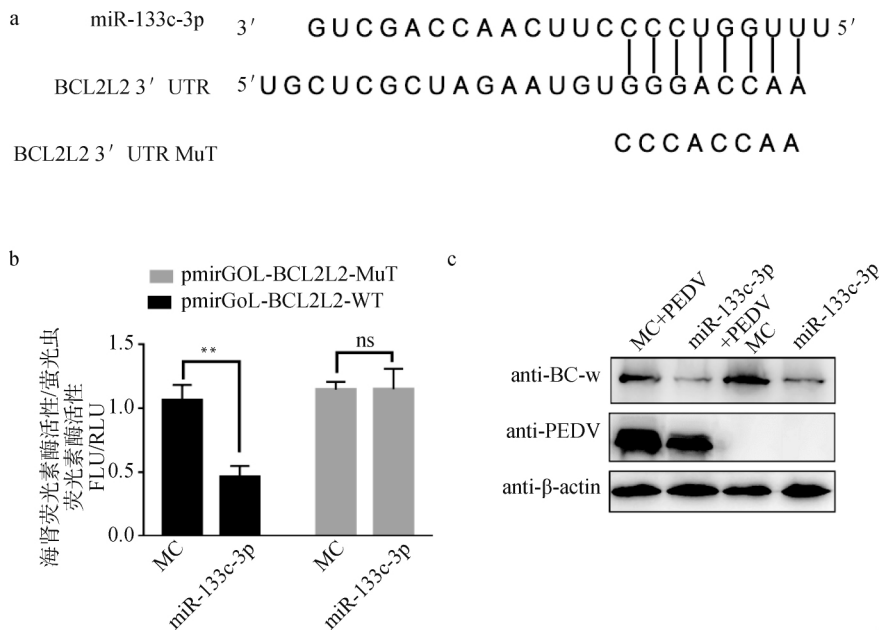 a
miR-133c-3p 3′ GUCGACCAACUUCCCCUGGUUU 5′
BCL2L2 3′ UTR 5′ UGCUCGCUAGAAUGUGGGACCAA
BCL2L2 3′ UTR MuT CCCACCAA
b
pmirGOL-BCL2L2-MuT
pmirGoL-BCL2L2-WT
海肾荧光素酶活性/萤光虫
荧光素酶活性
FLU/RLU
1.5
1.0
0.5
0.0
**
ns
MC
miR-133c-3p
MC
miR-133c-3p
c
MC+PEDV
miR-133c-3p
+PEDV
MC
miR-133c-3p
anti-BC-w
anti-PEDV
anti-β-actin